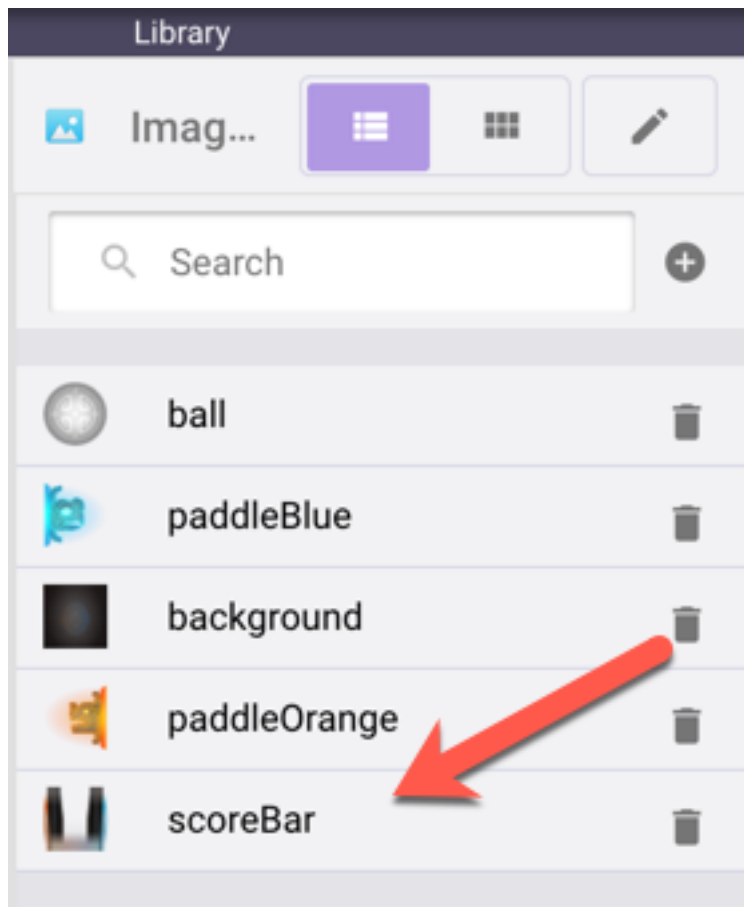 Library
Imag...
Search
ball
paddleBlue
background
paddleOrange
scoreBar